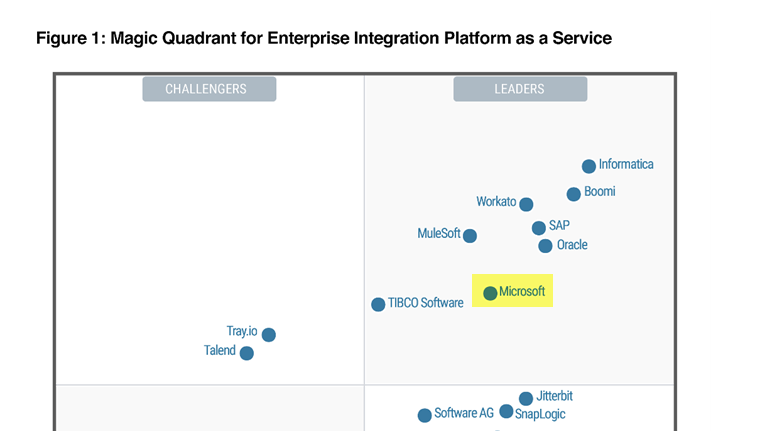 Figure 1: Magic Quadrant for Enterprise Integration Platform as a Service
CHALLENGERS
LEADERS
Informatica
Boomi
Workato
SAP
MuleSoft
Oracle
Microsoft
TIBCO Software
Tray.io
Talend
Jitterbit
Software AG
SnapLogic